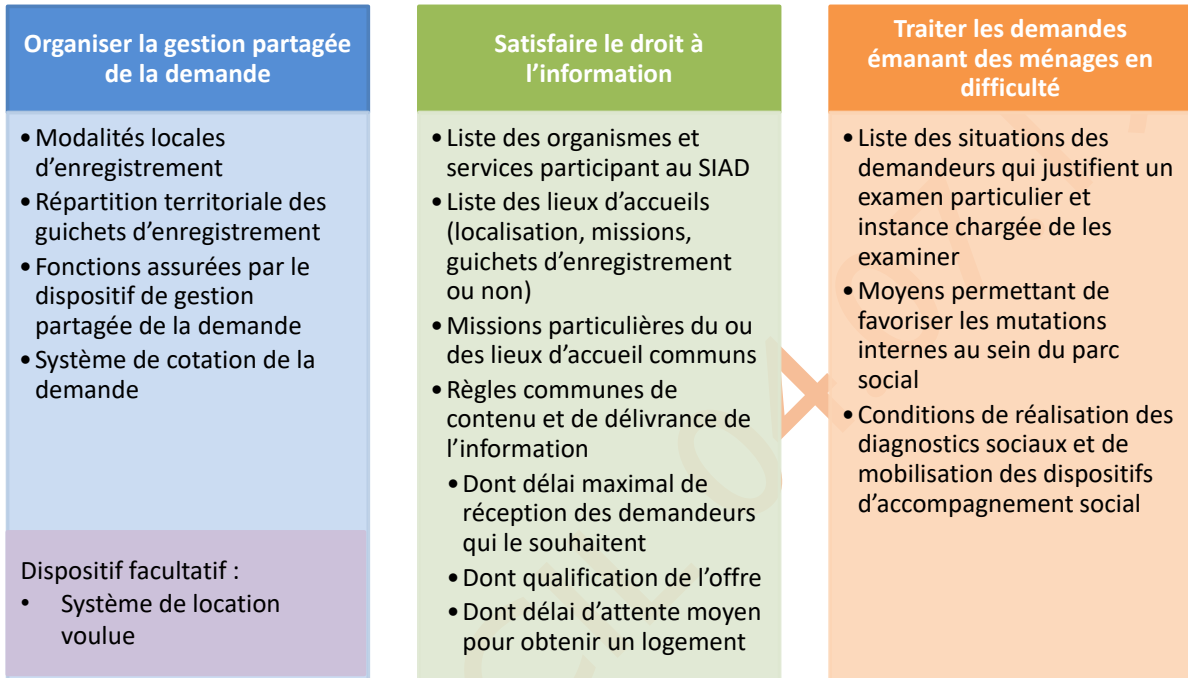 Organiser la gestion partagée
de la demande
• Modalités locales
d’enregistrement
• Répartition territoriale des
guichets d’enregistrement
• Fonctions assurées par le
dispositif de gestion
partagée de la demande
• Système de cotation de la
demande
Dispositif facultatif :
• Système de location
voulue
Satisfaire le droit à
l’information
• Liste des organismes et
services participant au SIAD
• Liste des lieux d’accueils
(localisation, missions,
guichets d’enregistrement
ou non)
• Missions particulières du ou
des lieux d’accueil communs
• Règles communes de
contenu et de délivrance de
l’information
• Dont délai maximal de
réception des demandeurs
qui le souhaitent
• Dont qualification de l’offre
• Dont délai d’attente moyen
pour obtenir un logement
Traiter les demandes
émanant des ménages en
difficulté
• Liste des situations des
demandeurs qui justifient un
examen particulier et
instance chargée de les
examiner
• Moyens permettant de
favoriser les mutations
internes au sein du parc
social
• Conditions de réalisation des
diagnostics sociaux et de
mobilisation des dispositifs
d’accompagnement social